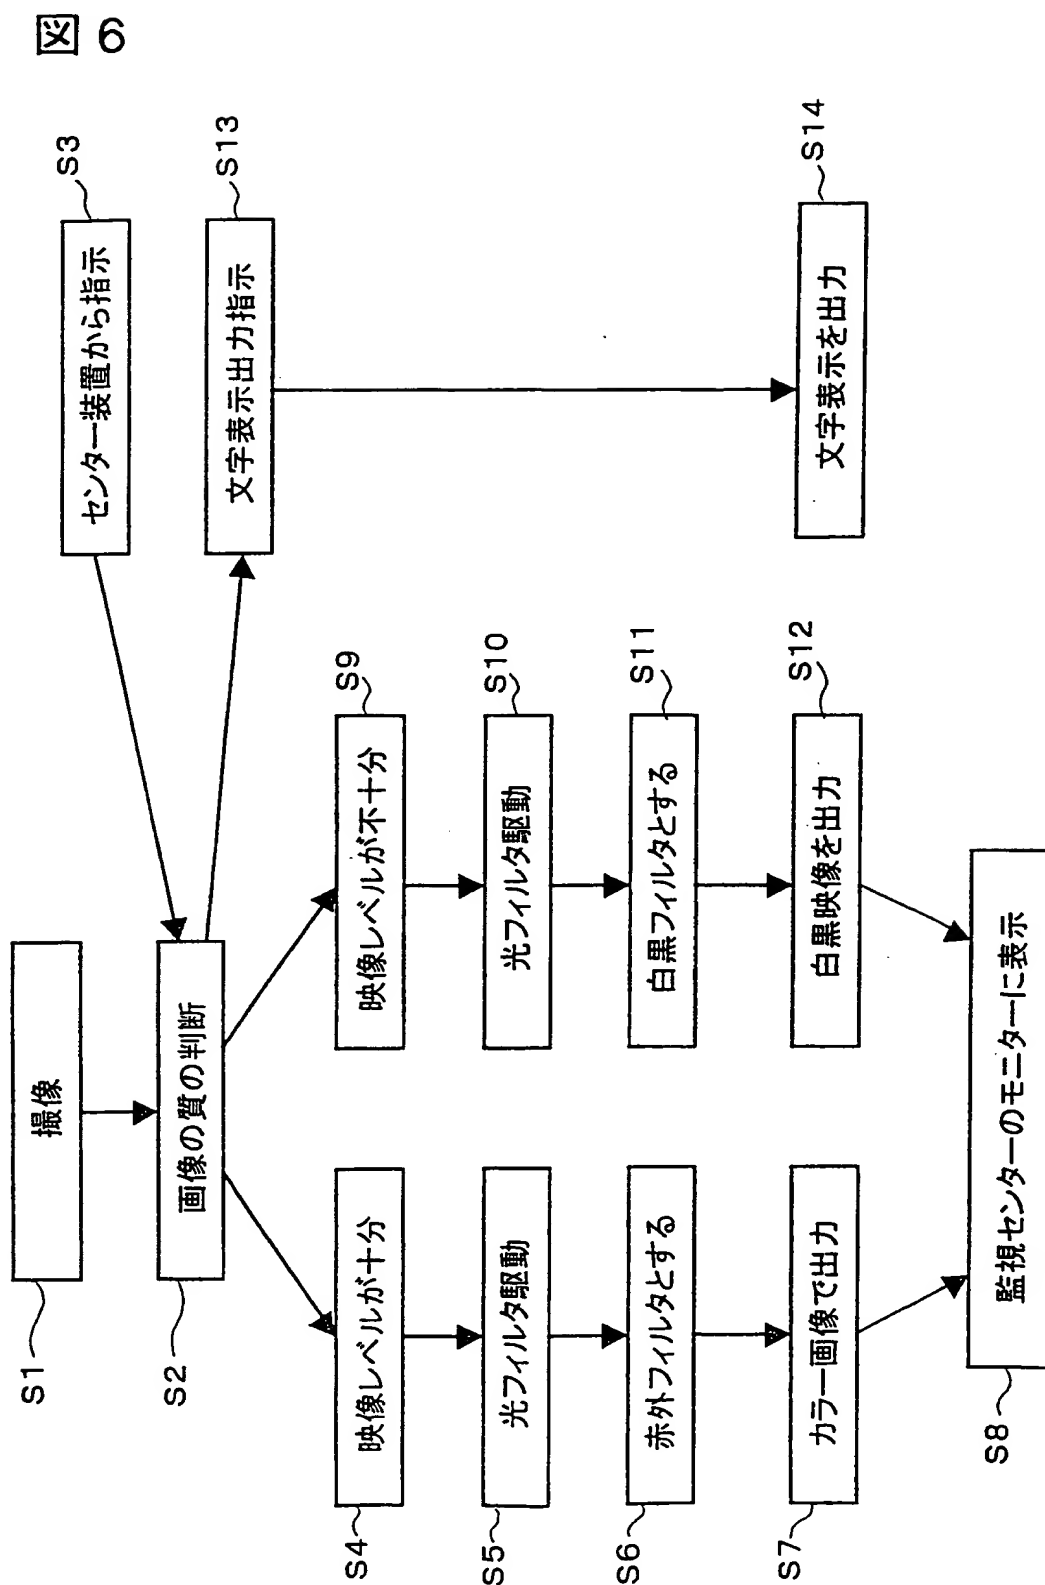 図6
S1
撮像
S2
画像の質の判断
S3
センター装置から指示
S13
文字表示出力指示
S4
映像レベルが十分
S9
映像レベルが不十分
S5
光フィルタ駆動
S10
光フィルタ駆動
S6
赤外フィルタとする
S11
白黒フィルタとする
S7
カラー画像で出力
S12
白黒映像を出力
S14
文字表示を出力
S8
監視センターのモニターに表示